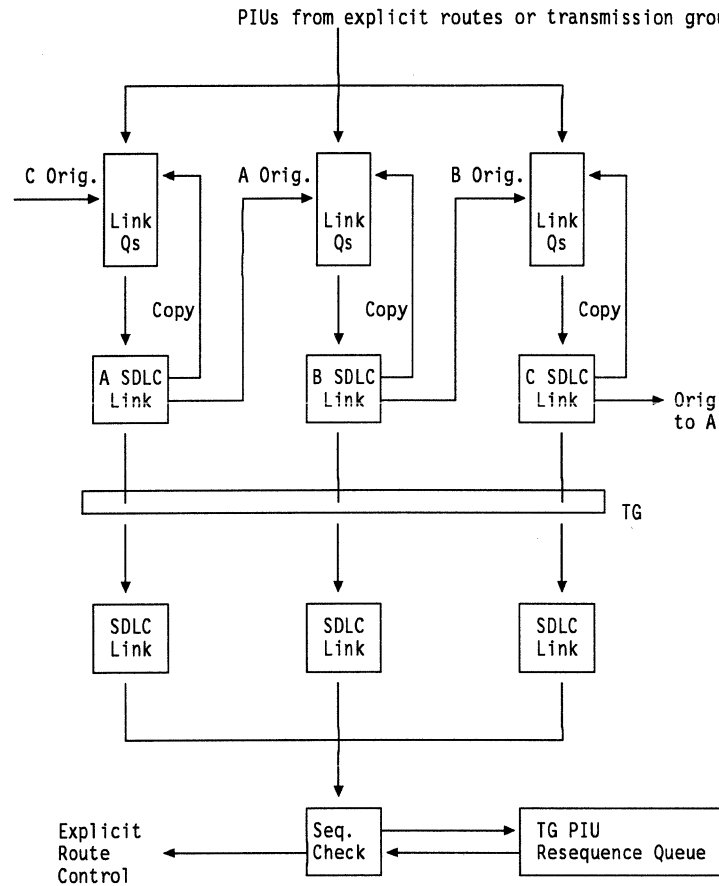 PIUs from explicit routes or transmission grou
C Orig.
A Orig.
B Orig.
Link
Qs
Link
Qs
Link
Qs
Copy
Copy
Copy
A SDLC
Link
B SDLC
Link
C SDLC
Link
Orig
to A
TG
SDLC
Link
SDLC
Link
SDLC
Link
Explicit
Route
Control
Seq.
Check
TG PIU
Resequence Queue